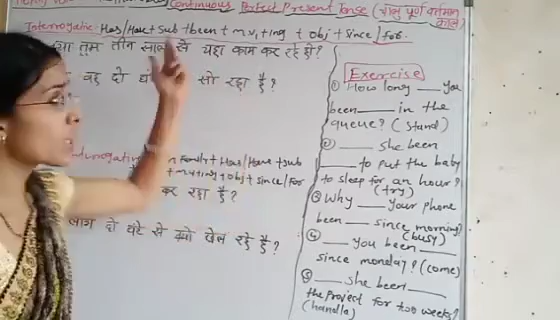 Continuous Perfect Present Tense (चालू पूर्ण वर्तमान काल)
Interrogative: Has/Have + sub + been + m.v1 + ing + obj + since/for.
तुम तीन साल से यहा काम कर रहे हो?
वह दो सो रहा है?
Interrogative Family + Has/Have + sub
+ m.v + ing + obj + since/for
कर रहा है?
दो घंटे से क्यो खेल रहे है?
Exercise
① How long ___ you
been ___ in the
queue? (stand)
② ___ she been
___ to put the baby
to sleep for an hour?
(try)
③ Why ___ your phone
been ___ since morning?
(busy)
④ ___ you been ___
since monday? (come)
⑤ ___ she been ___
the project for two weeks?
(handle)